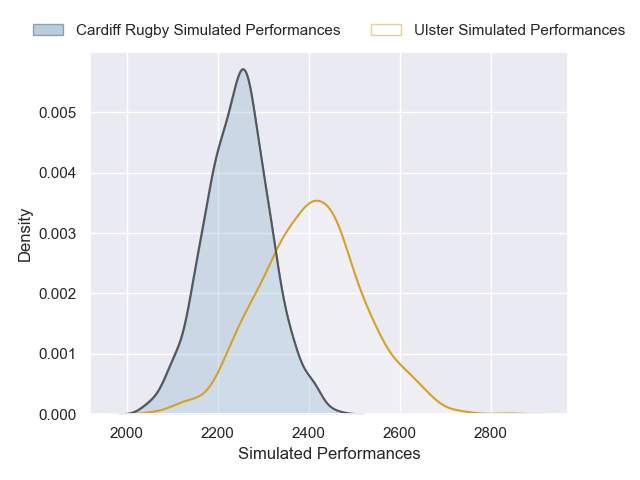 Cardiff Rugby Simulated Performances
Ulster Simulated Performances
0.005
0.004
0.003
0.002
0.001
0.000
Density
2000 2200 2400 2600 2800
Simulated Performances